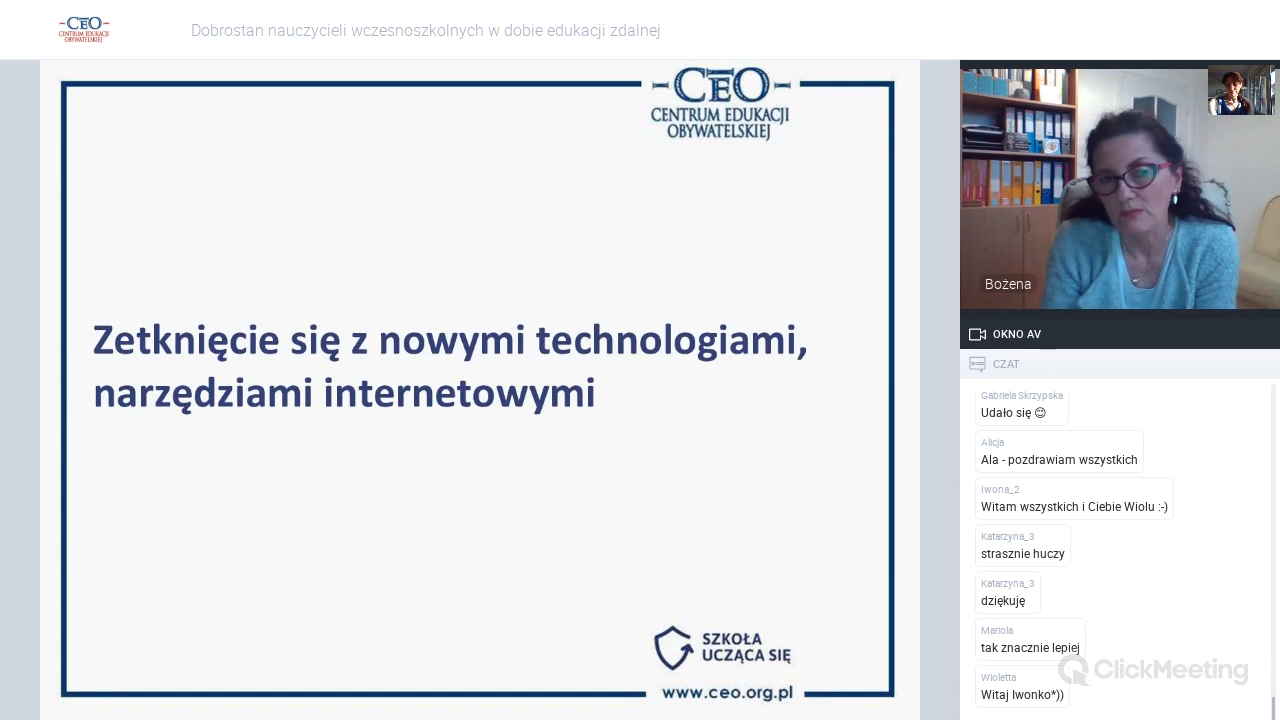 CEO
CENTRUM EDUKACJI
OBYWATELSKIEJ
Dobrostan nauczycieli wczesnoszkolnych w dobie edukacji zdalnej
CEO
CENTRUM EDUKACJI
OBYWATELSKIEJ
Zetknięcie się z nowymi technologiami,
narzędziami internetowymi
SZKOŁA
UCZĄCA SIĘ
www.ceo.org.pl
Bożena
OKNO AV
CZAT
Gabriela Skrzypska
Udało się 😊
Alicja
Ala - pozdrawiam wszystkich
Iwona_2
Witam wszystkich i Ciebie Wiolu :-)
Katarzyna_3
strasznie huczy
Katarzyna_3
dziękuję
Mariola
tak znacznie lepiej
ClickMeeting
Wioletta
Witaj Iwonko*))